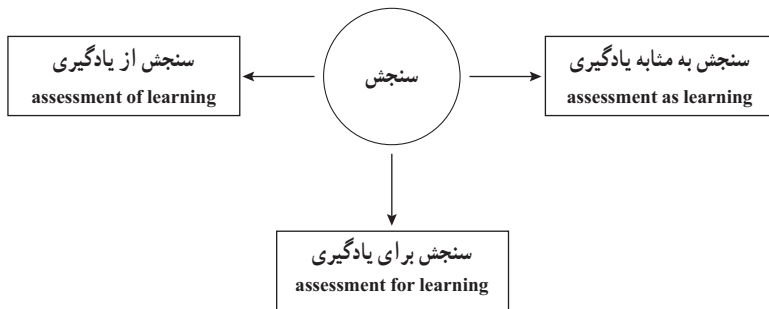 سنجش
سنجش به مثابه یادگیری
assessment as learning
سنجش از یادگیری
assessment of learning
سنجش برای یادگیری
assessment for learning